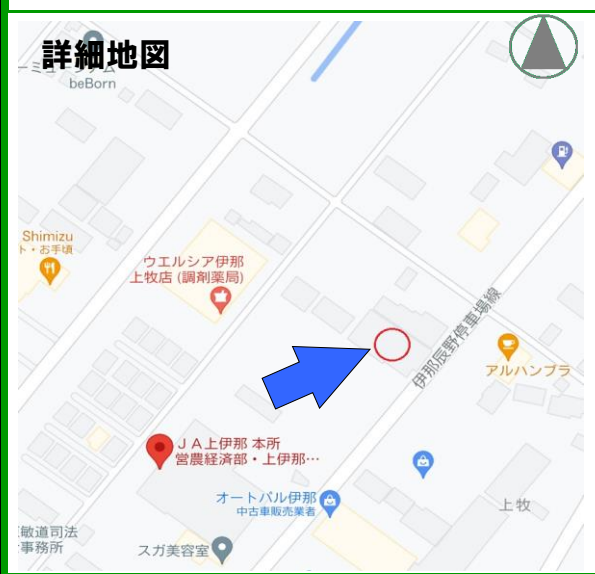 詳細地図
beBorn
Shimizu
ト・お手頃
ウエルシア伊那
上牧店 (調剤薬局)
伊那辰野停車場線
アルハンブラ
JA上伊那 本所
営農経済部・上伊那…
オートパル伊那
中古車販売業者
上牧
敏道司法
事務所
スガ美容室